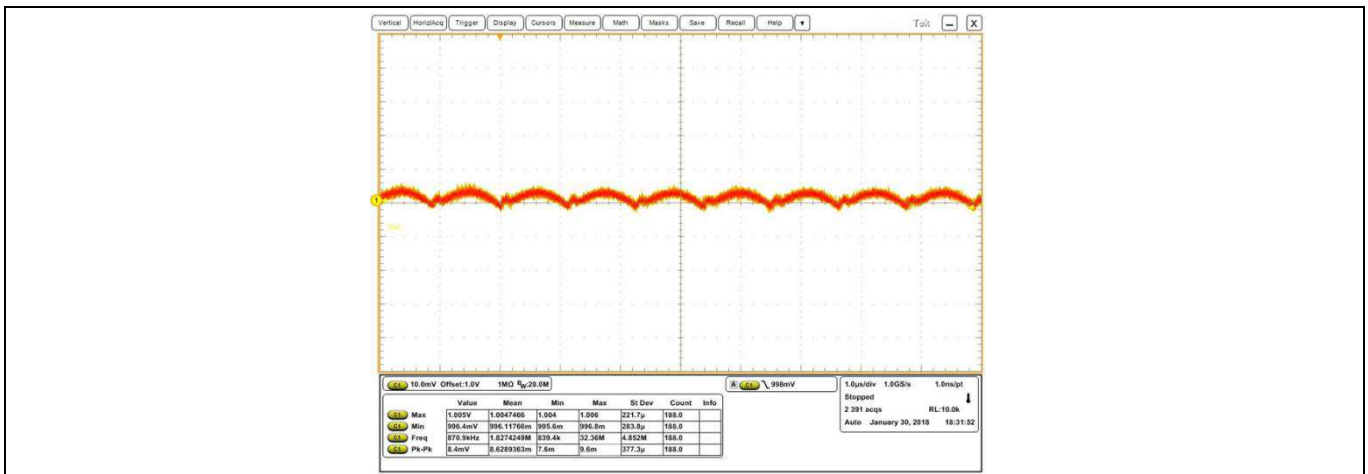 Vertical Horiz/Acq Trigger Display Cursors Measure Math Masks Save Recall Help Tek X
1
C1 10.0mV Offset:1.0V 1MΩ BW:20.0M
A C1 998mV
1.0µs/div 1.0GS/s 1.0ns/pt
Stopped
2 391 acqs RL:10.0k
Auto January 30, 2018 18:31:52
Value Mean Min Max St Dev Count Info
C1 Max 1.005V 1.0047466 1.004 1.006 221.7µ 188.0
C1 Min 996.4mV 996.11766m 995.6m 996.8m 283.8µ 188.0
C1 Freq 870.9kHz 1.8274249M 839.4k 32.36M 4.852M 188.0
C1 Pk-Pk 8.4mV 8.6289363m 7.6m 9.6m 377.3µ 188.0